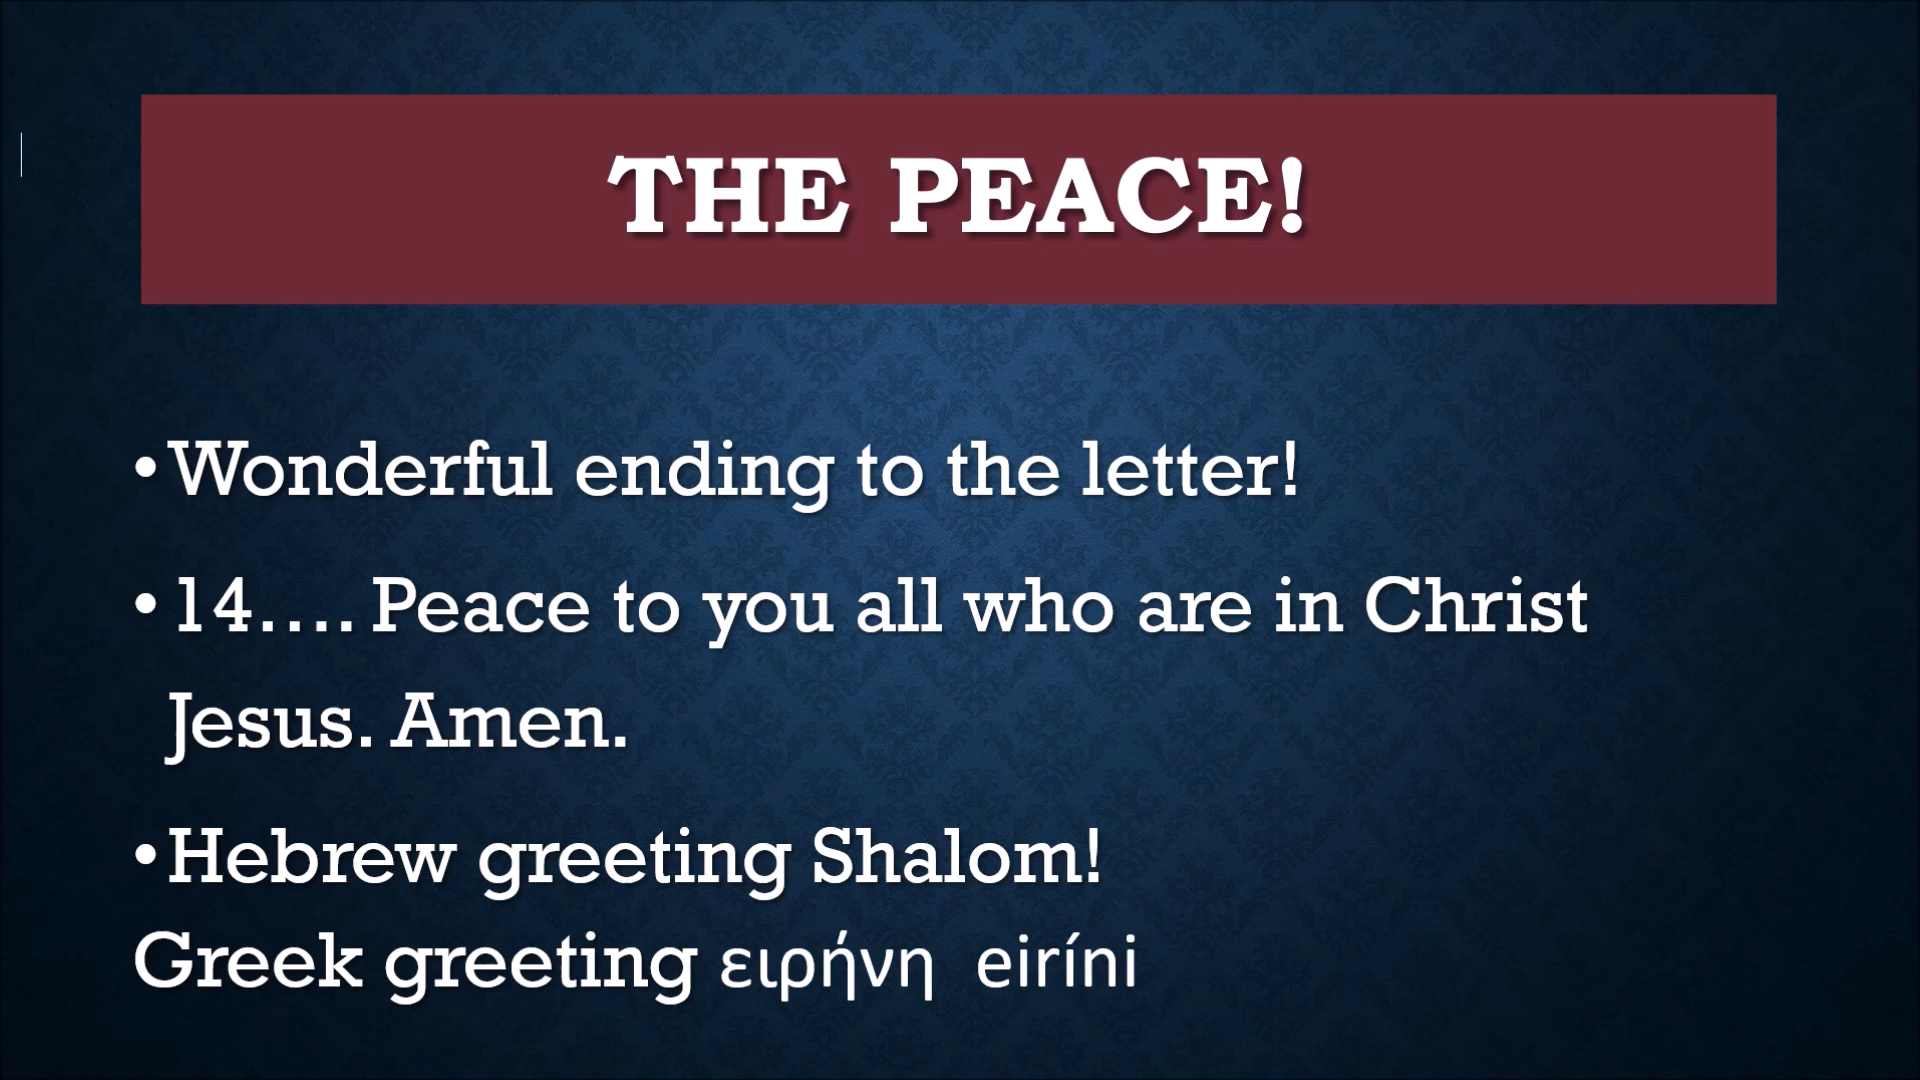 THE PEACE!
•Wonderful ending to the letter!
•14…. Peace to you all who are in Christ
Jesus. Amen.
•Hebrew greeting Shalom!
Greek greeting ειρήνη  eiríni